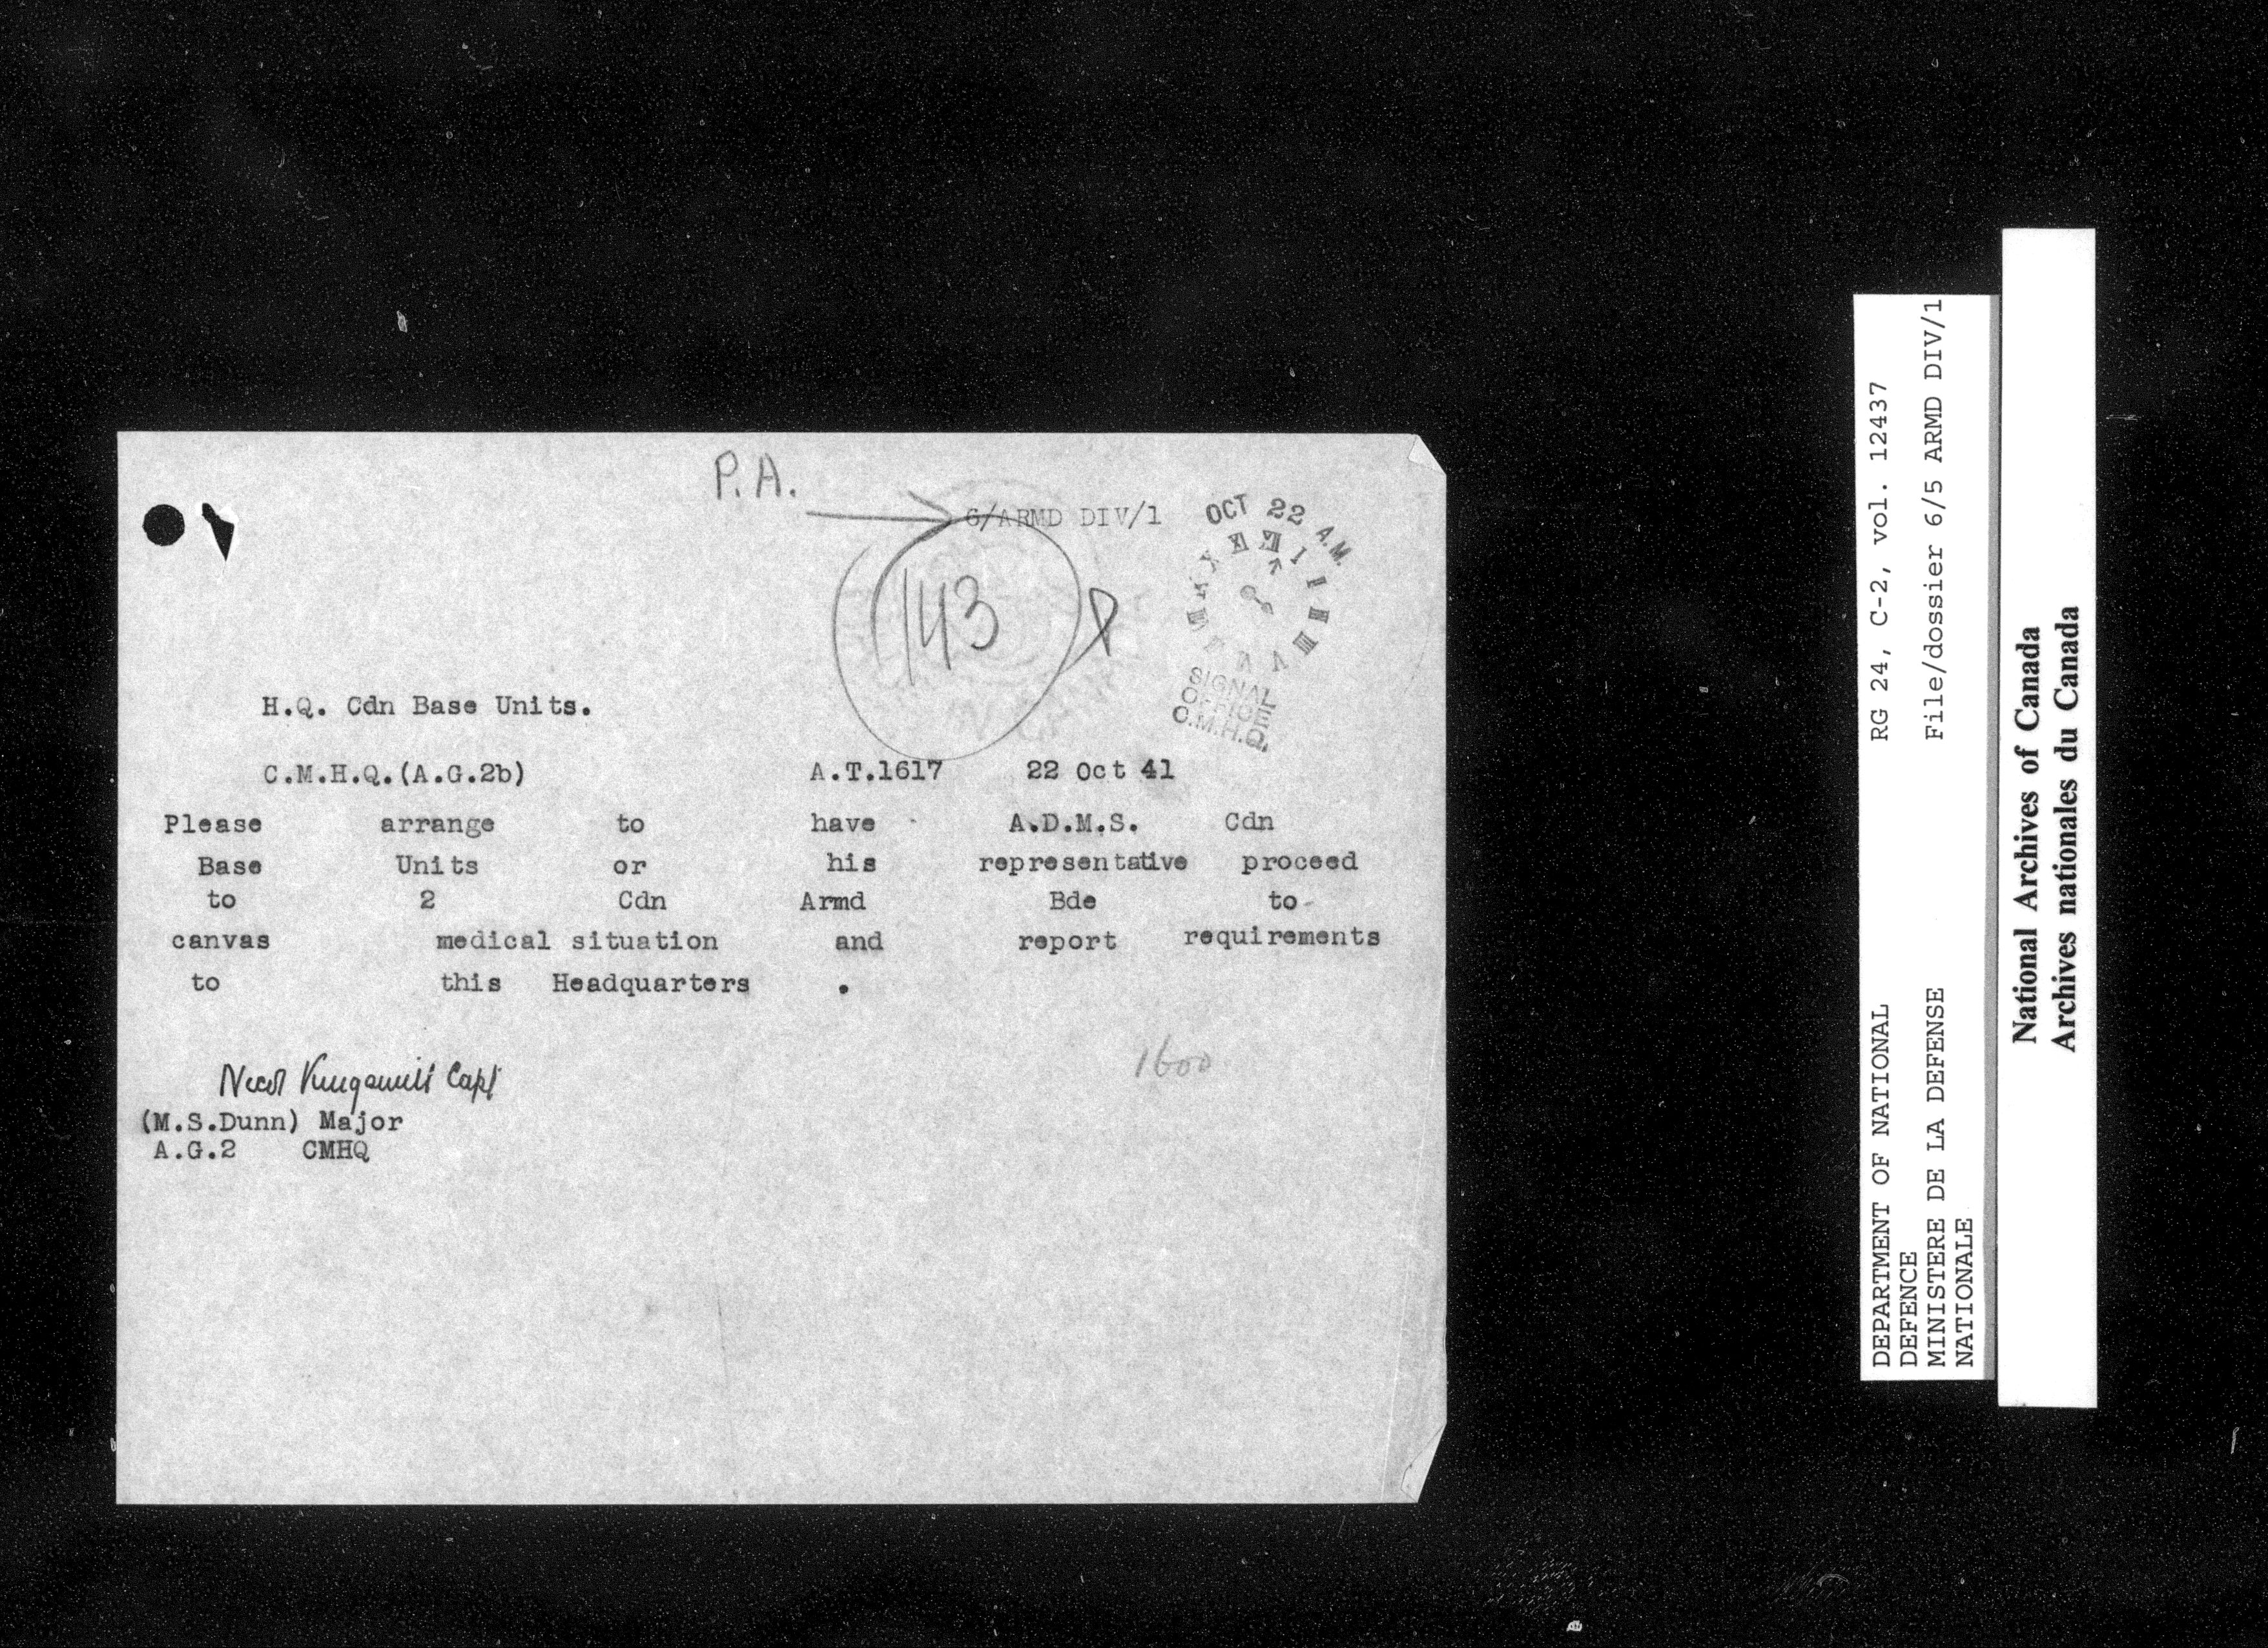 P.A.
6/ARMD DIV/1
OCT 22 A.M.
143
SIGNAL
OFFICE
C.M.H.Q.
H.Q. Cdn Base Units.
C.M.H.Q.(A.G.2b) A.T.1617 22 Oct 41
Please arrange to have A.D.M.S. Cdn
Base Units or his representative proceed
to 2 Cdn Armd Bde to
canvas medical situation and report requirements
to this Headquarters .
1600
Capt
(M.S.Dunn) Major
A.G.2 CMHQ
DEPARTMENT OF NATIONAL
DEFENCE
MINISTERE DE LA DEFENSE
NATIONALE
RG 24, C-2, vol. 12437
File/dossier 6/5 ARMD DIV/1
National Archives of Canada
Archives nationales du Canada